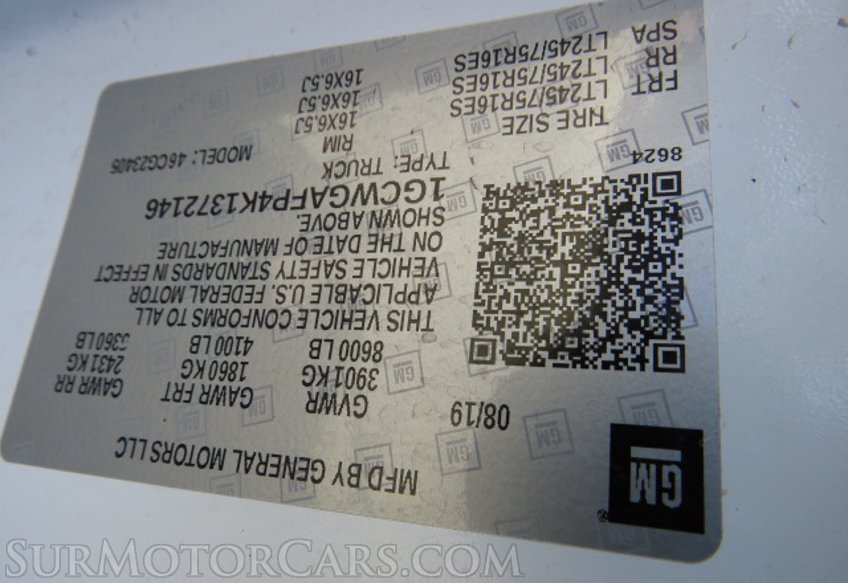 GM
MFD BY GENERAL MOTORS LLC
08/19 GVWR GAWR FRT GAWR RR
3901 KG 1860 KG 2431 KG
8600 LB 4100 LB 5360 LB
THIS VEHICLE CONFORMS TO ALL
APPLICABLE U.S. FEDERAL MOTOR
VEHICLE SAFETY STANDARDS IN EFFECT
ON THE DATE OF MANUFACTURE
SHOWN ABOVE.
1GCWGAFP4K1372146
TYPE: TRUCK MODEL: 46CG23405
8624
TIRE SIZE RIM
FRT LT245/75R16ES 16X6.5J
RR LT245/75R16ES 16X6.5J
SPA LT245/75R16ES 16X6.5J
SURMOTORCARS.COM